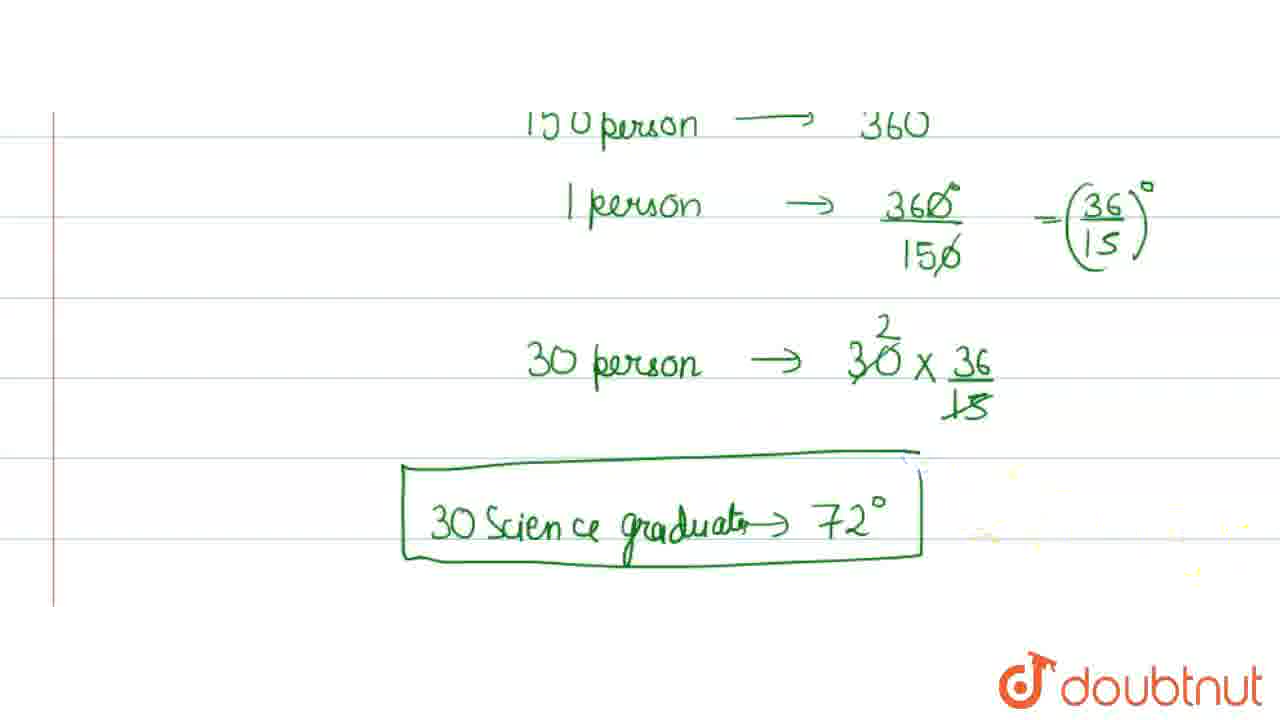 150 person → 360
1 person → 360°/150 = (36/15)°
30 person → 30 2 × 36/15
30 Science graduate → 72°
doubtnut